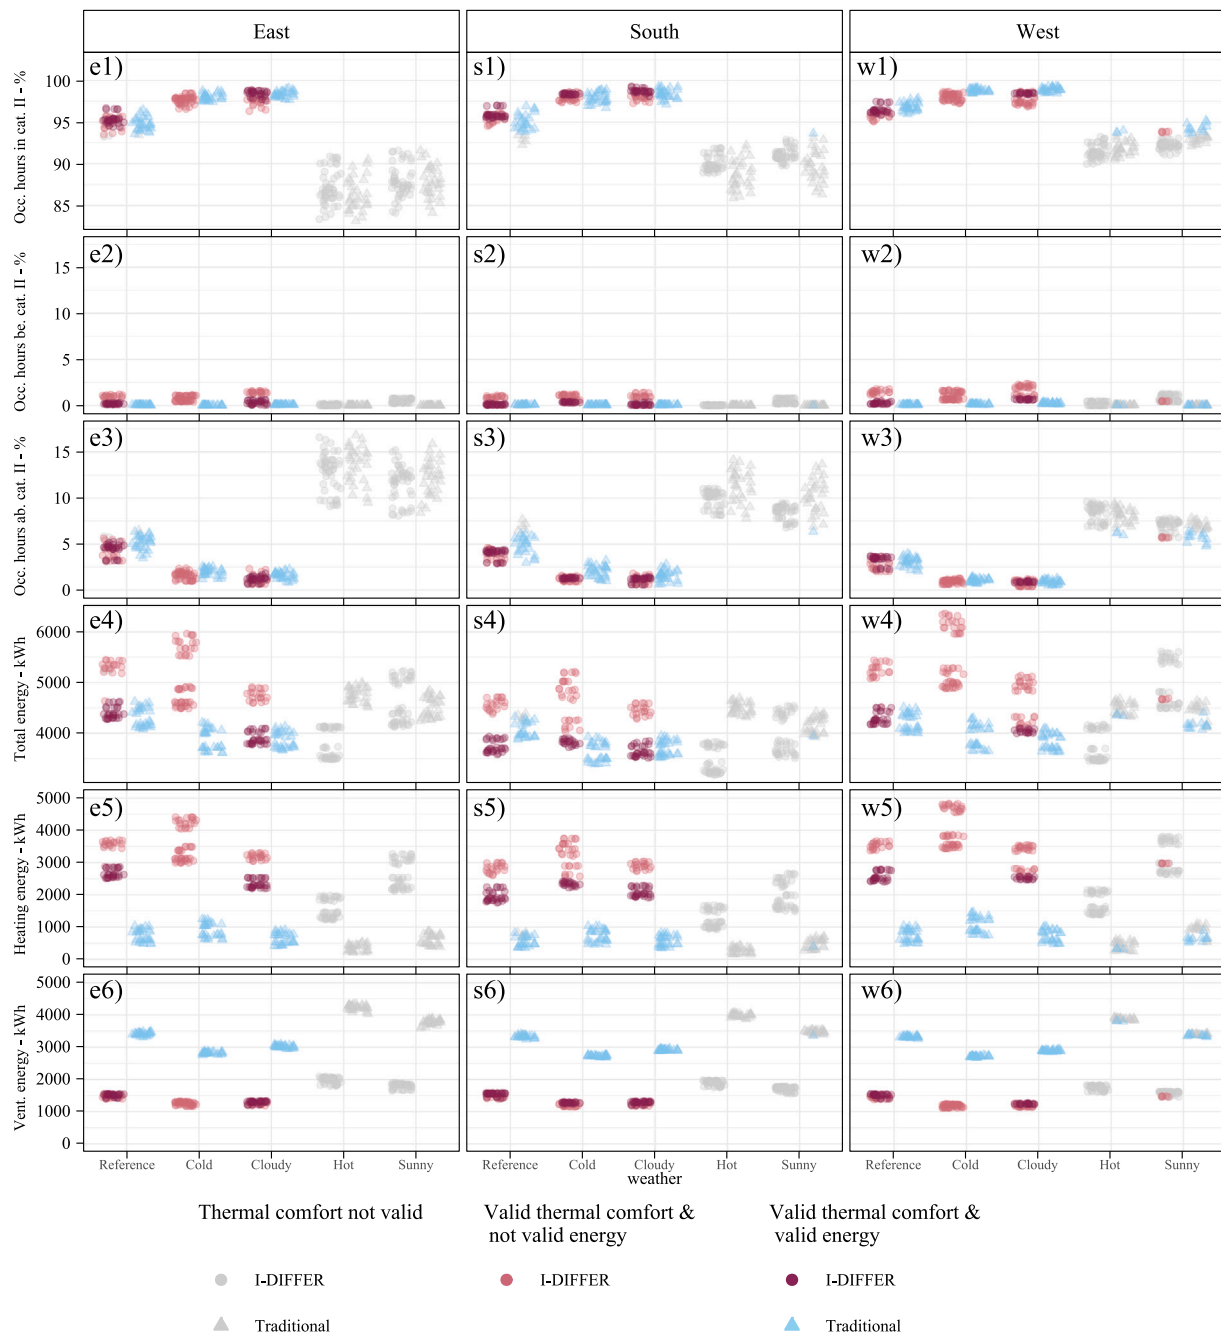 East South West
e1) s1) w1)
Occ. hours in cat. II - %
100
95
90
85
e2) s2) w2)
Occ. hours be. cat. II - %
15
10
5
0
e3) s3) w3)
Occ. hours ab. cat. II - %
15
10
5
0
e4) s4) w4)
Total energy - kWh
6000
5000
4000
e5) s5) w5)
Heating energy - kWh
5000
4000
3000
2000
1000
0
e6) s6) w6)
Vent. energy - kWh
5000
4000
3000
2000
1000
0
Reference Cold Cloudy Hot Sunny Reference Cold Cloudy Hot Sunny Reference Cold Cloudy Hot Sunny
weather
Thermal comfort not valid
Valid thermal comfort &
not valid energy
Valid thermal comfort &
valid energy
I-DIFFER I-DIFFER I-DIFFER
Traditional Traditional